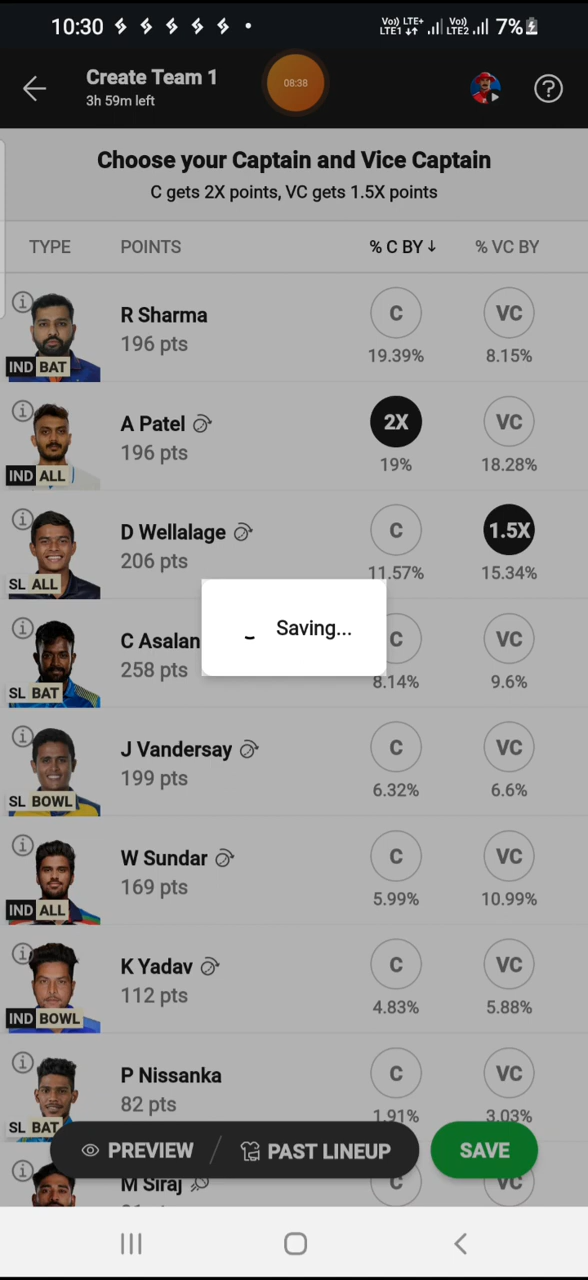 10:30 Vo) LTE+ LTE1 Vo) LTE2 7%
Create Team 1
3h 59m left
08:38
?
Choose your Captain and Vice Captain
C gets 2X points, VC gets 1.5X points
TYPE POINTS % C BY ↓ % VC BY
R Sharma C VC
196 pts 19.39% 8.15%
IND BAT
A Patel 2X VC
196 pts 19% 18.28%
IND ALL
D Wellalage C 1.5X
206 pts 11.57% 15.34%
SL ALL
Saving...
C Asalan C VC
258 pts 8.14% 9.6%
SL BAT
J Vandersay C VC
199 pts 6.32% 6.6%
SL BOWL
W Sundar C VC
169 pts 5.99% 10.99%
IND ALL
K Yadav C VC
112 pts 4.83% 5.88%
IND BOWL
P Nissanka C VC
82 pts 1.91% 3.03%
SL BAT
PREVIEW / PAST LINEUP SAVE
M Siraj C VC